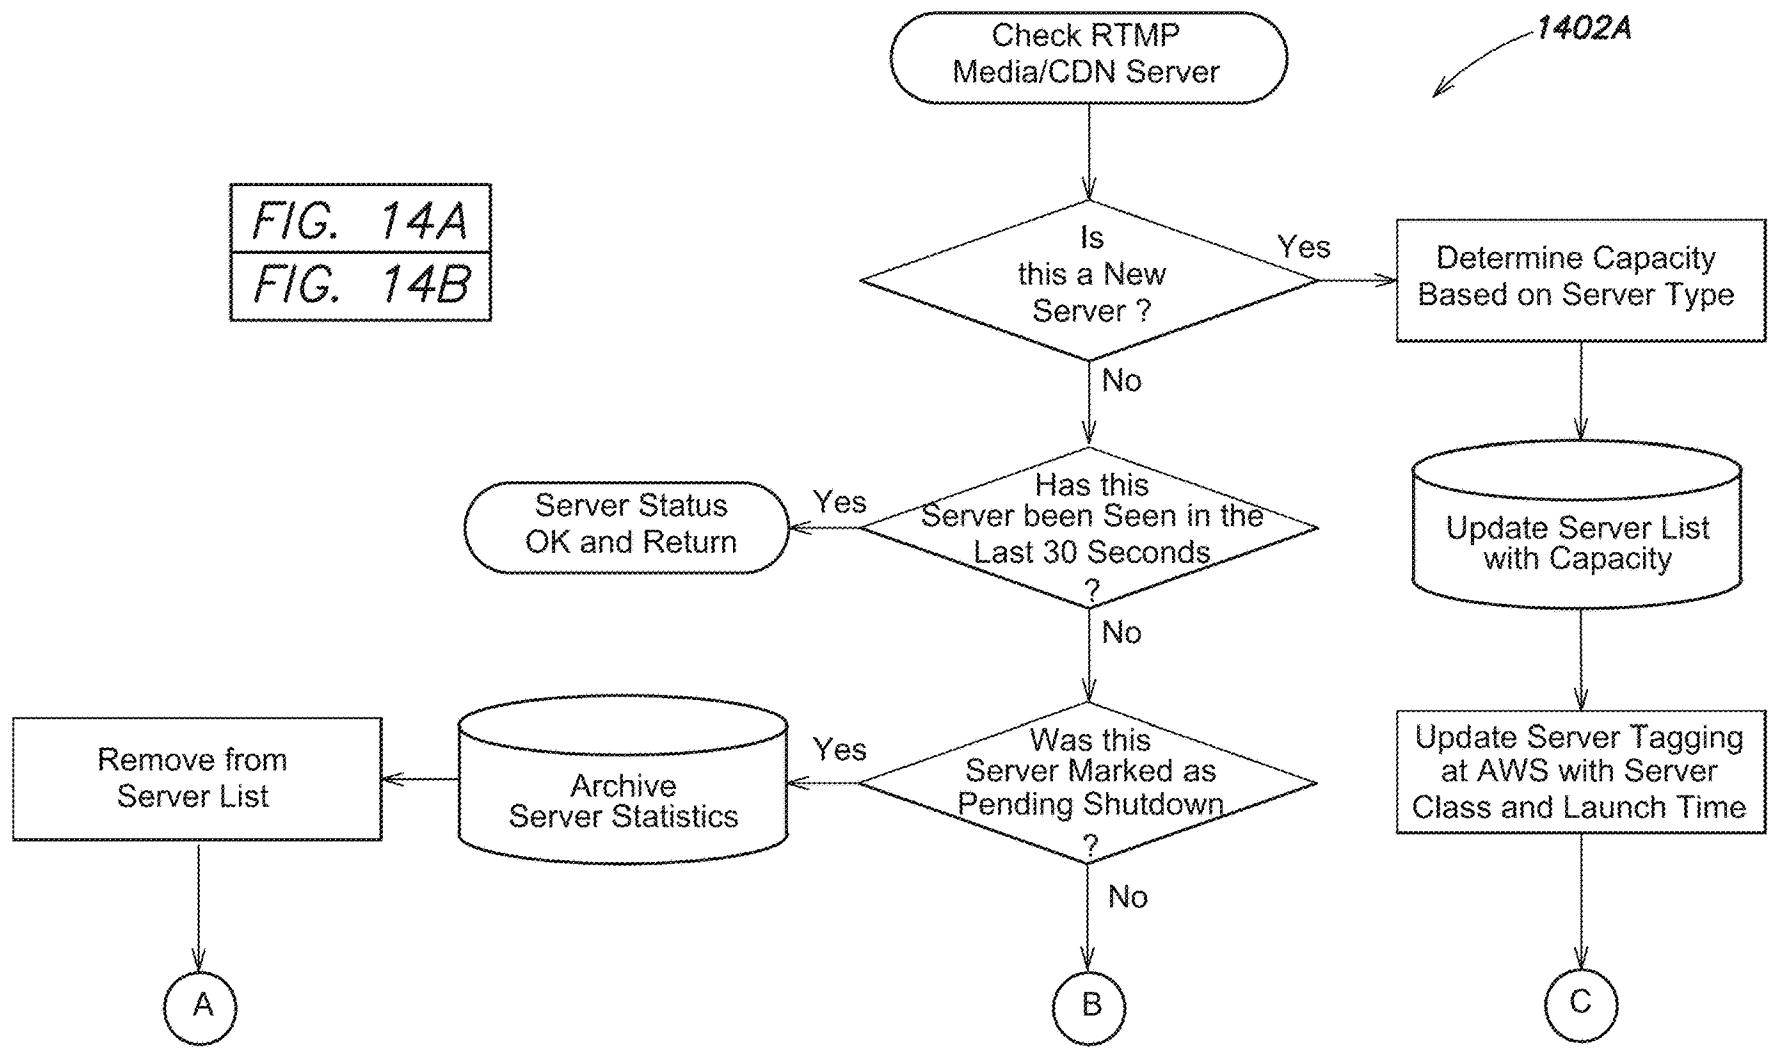 Check RTMP
Media/CDN Server
1402A
FIG. 14A
FIG. 14B
Is
this a New
Server ?
Yes
Determine Capacity
Based on Server Type
No
Server Status
OK and Return
Yes
Has this
Server been Seen in the
Last 30 Seconds
?
Update Server List
with Capacity
No
Remove from
Server List
Archive
Server Statistics
Yes
Was this
Server Marked as
Pending Shutdown
?
Update Server Tagging
at AWS with Server
Class and Launch Time
No
A
B
C